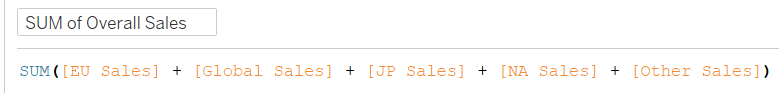 SUM of Overall Sales
SUM([EU Sales] + [Global Sales] + [JP Sales] + [NA Sales] + [Other Sales])